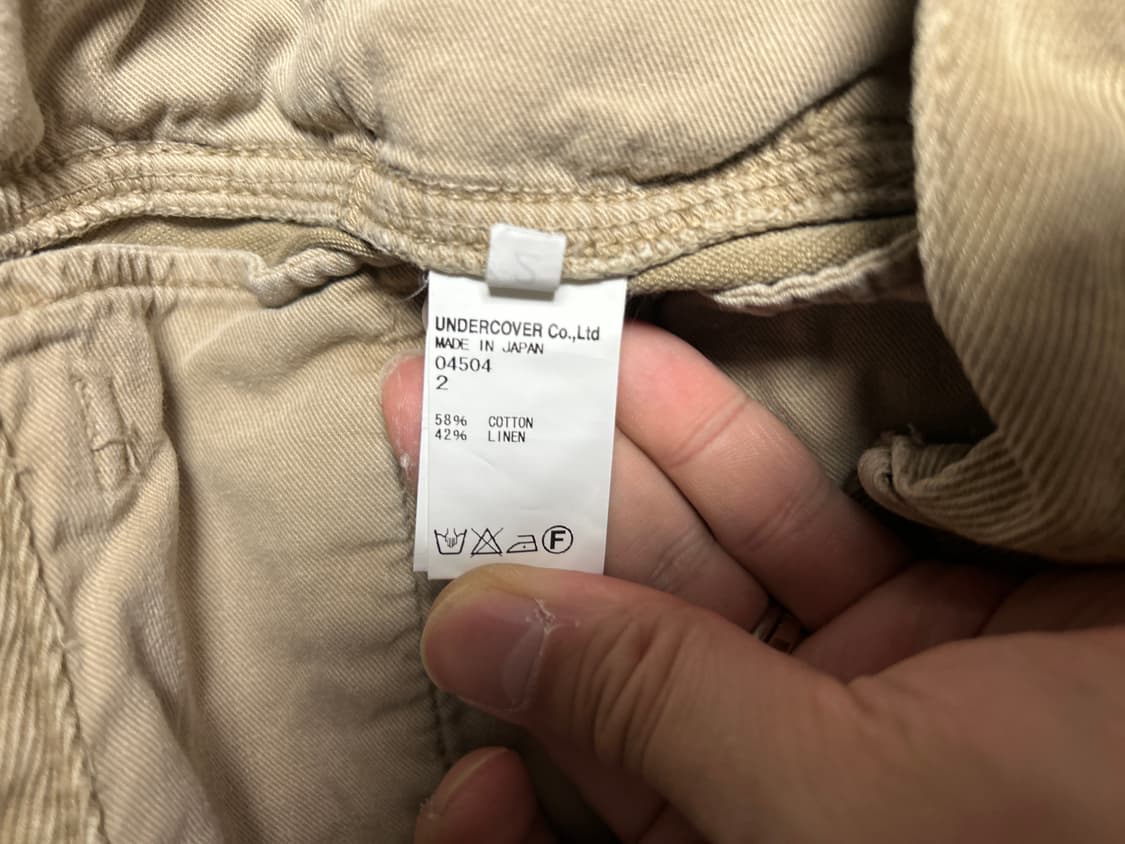 S
UNDERCOVER Co.,Ltd
MADE IN JAPAN
04504
2
58% COTTON
42% LINEN
F